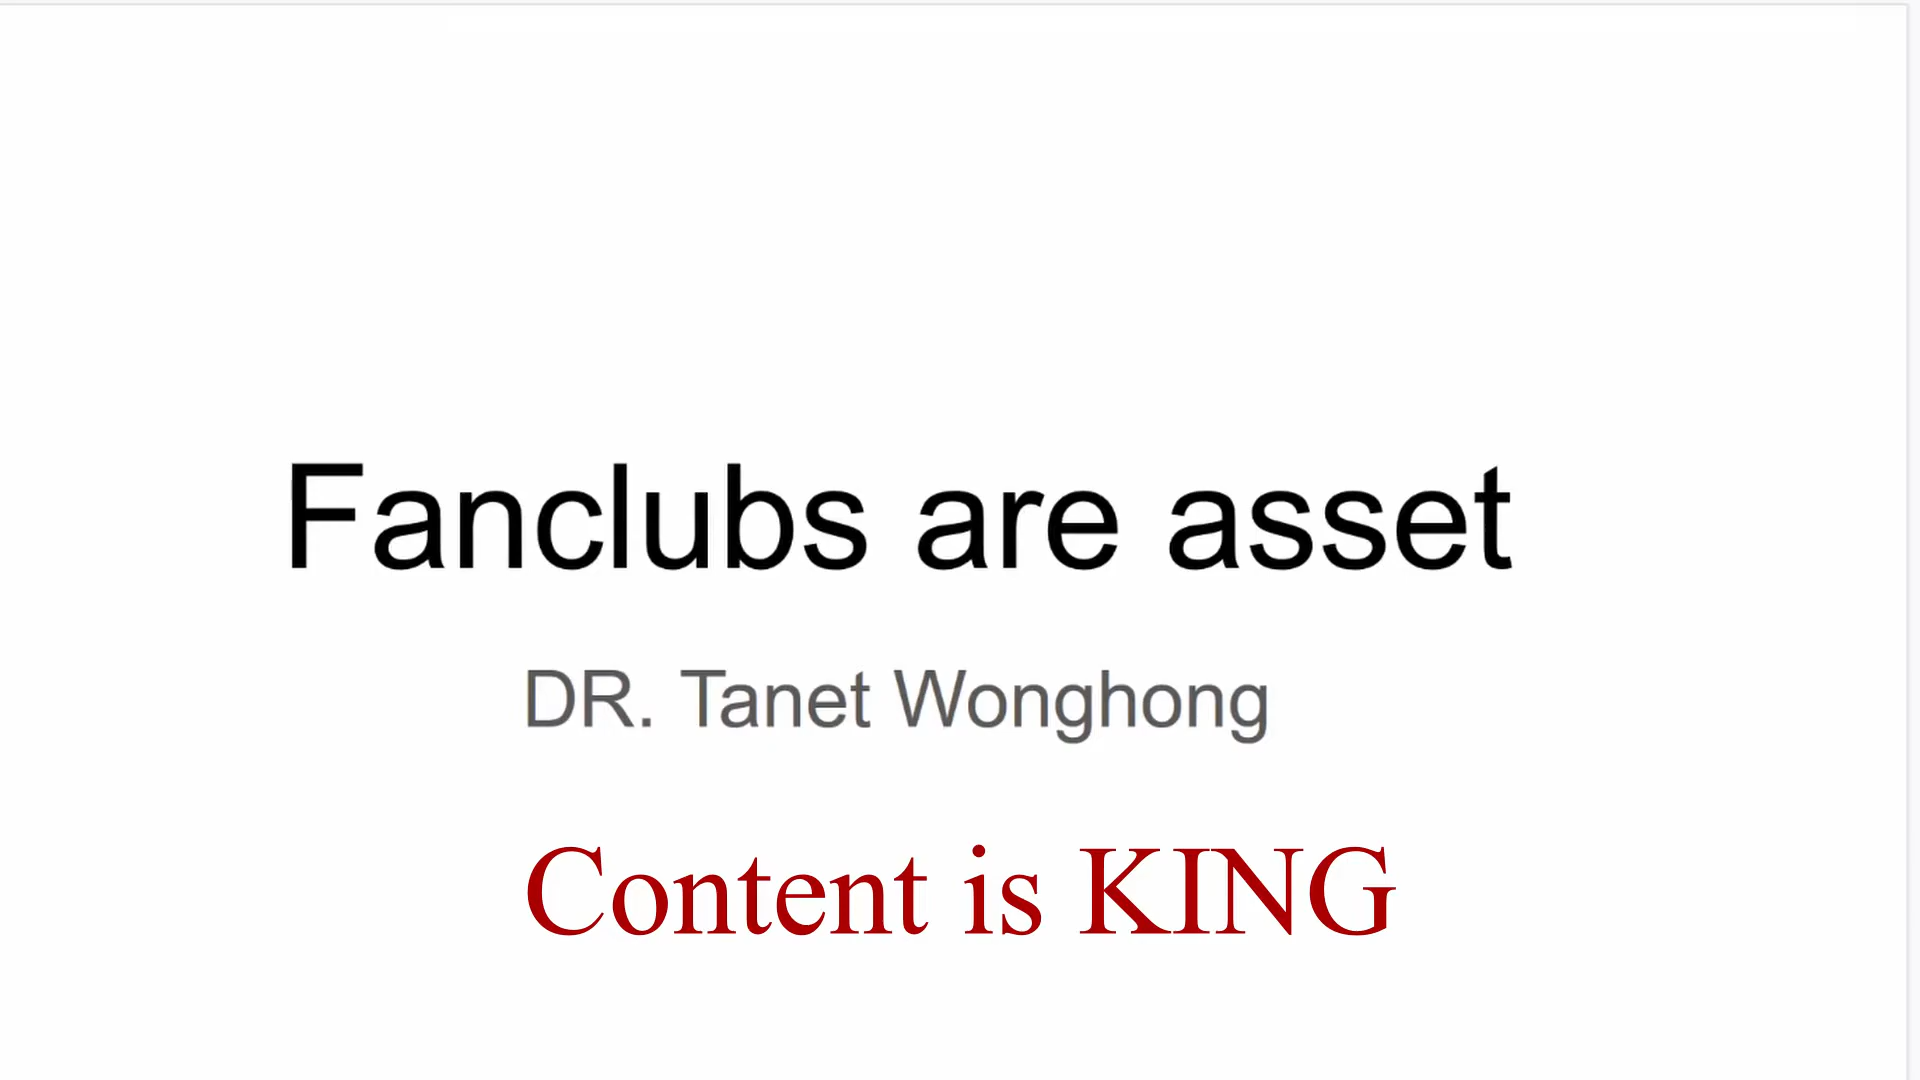 Fanclubs are asset
DR. Tanet Wonghong
Content is KING